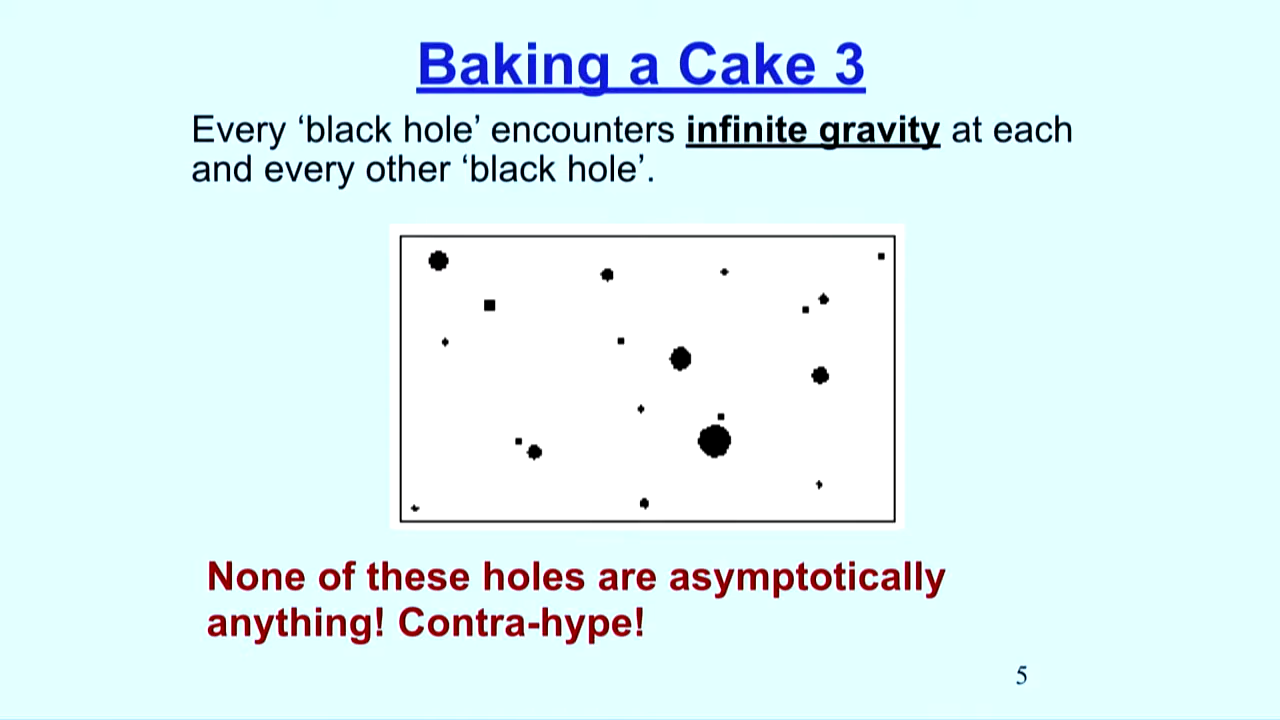 Baking a Cake 3
Every ‘black hole’ encounters infinite gravity at each
and every other ‘black hole’.
None of these holes are asymptotically
anything! Contra-hype!
5